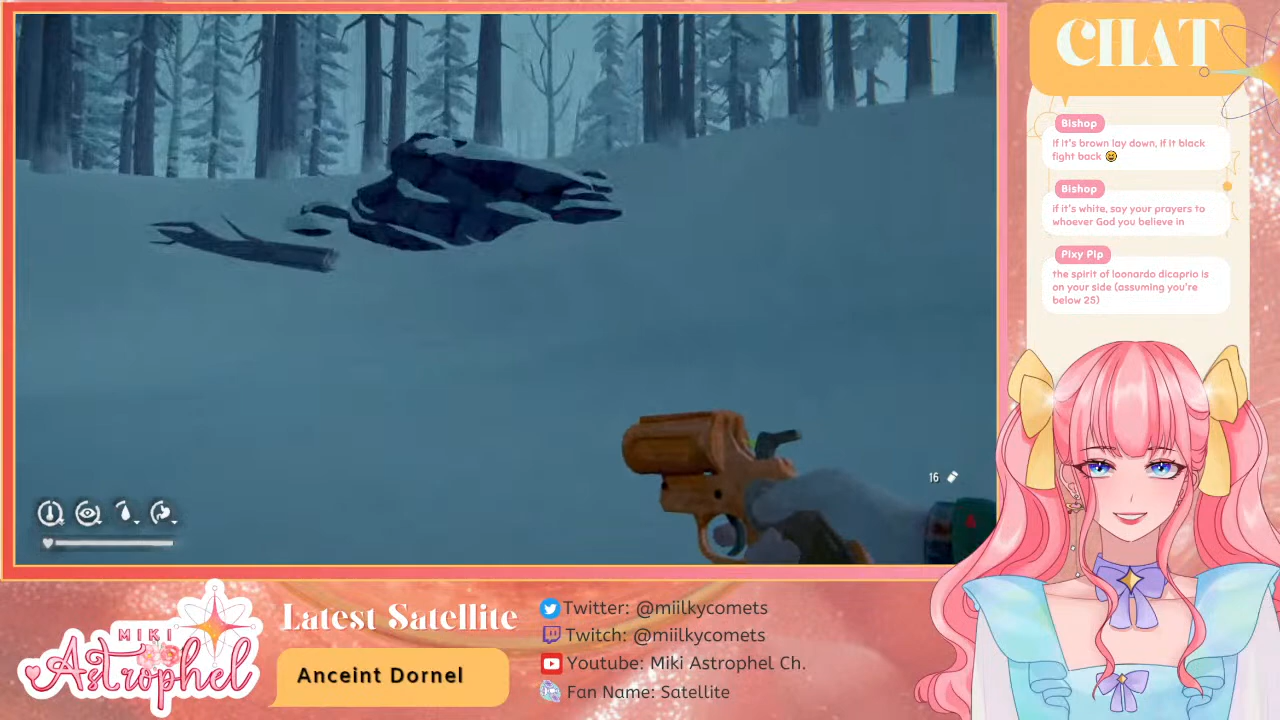 CHAT
Bishop
If it's brown lay down, if it black
fight back
Bishop
if it's white, say your prayers to
whoever God you believe in
Pixy Pip
the spirit of loonardo dicaprio is
on your side (assuming you're
below 25)
16
MIKI
Astrophel
Latest Satellite
Anceint Dornel
Twitter: @miilkycomets
Twitch: @miilkycomets
Youtube: Miki Astrophel Ch.
Fan Name: Satellite